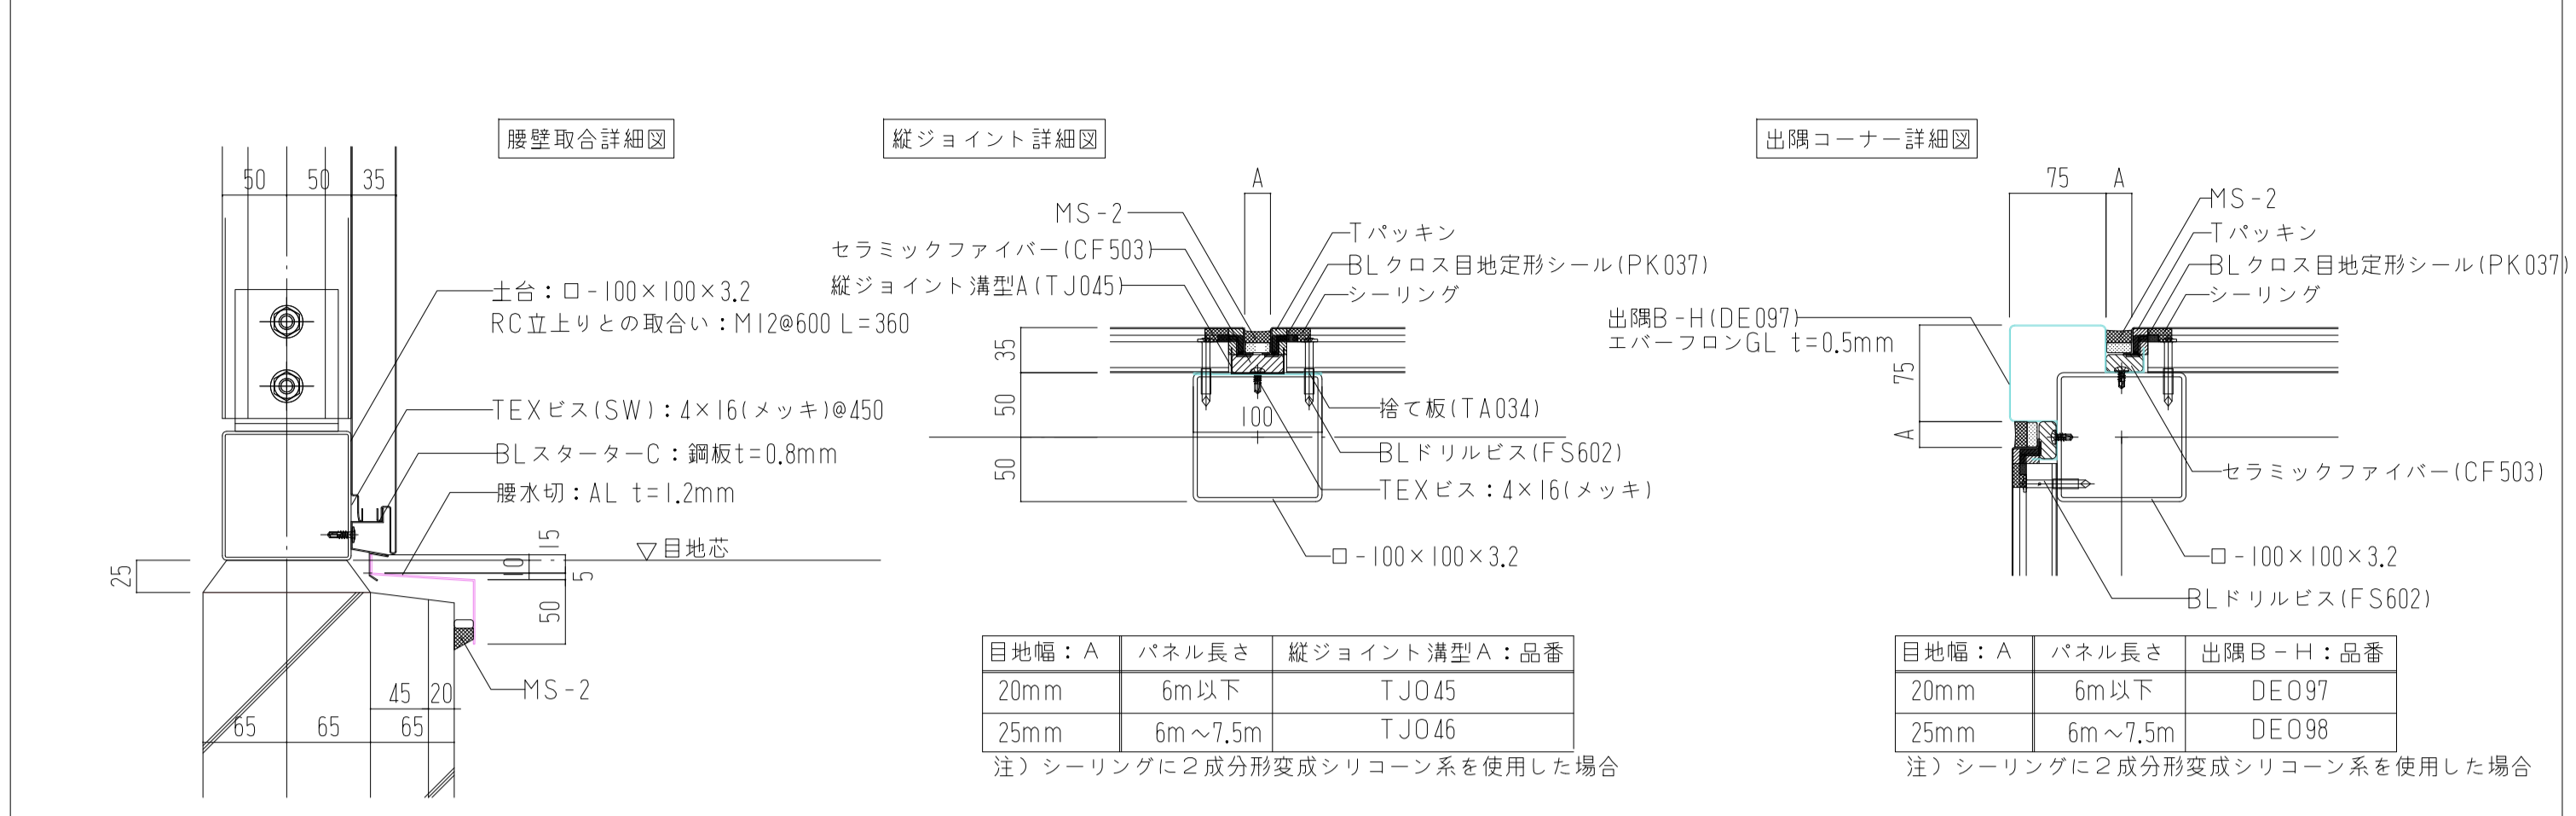 腰壁取合詳細図
50 50 35
土台：□-100×100×3.2
RC立上りとの取合い：M12@600 L=360
TEXビス(SW)：4×16(メッキ)@450
BLスターターC：鋼板t=0.8mm
腰水切：AL t=1.2mm
▽目地芯
25
15
10
5
50
MS-2
45 20
65 65 65
縦ジョイント詳細図
A
MS-2
セラミックファイバー(CF503)
縦ジョイント溝型A(TJ045)
Tパッキン
BLクロス目地定形シール(PK037)
シーリング
35
50
50
100
捨て板(TA034)
BLドリルビス(FS602)
TEXビス：4×16(メッキ)
□-100×100×3.2
目地幅：A パネル長さ 縦ジョイント溝型A：品番
20mm 6m以下 TJ045
25mm 6m～7.5m TJ046
注）シーリングに２成分形変成シリコーン系を使用した場合
出隅コーナー詳細図
75 A
MS-2
Tパッキン
BLクロス目地定形シール(PK037)
シーリング
出隅B-H(DE097)
エバーフロンGL t=0.5mm
75
A
セラミックファイバー(CF503)
□-100×100×3.2
BLドリルビス(FS602)
目地幅：A パネル長さ 出隅B-H：品番
20mm 6m以下 DE097
25mm 6m～7.5m DE098
注）シーリングに２成分形変成シリコーン系を使用した場合